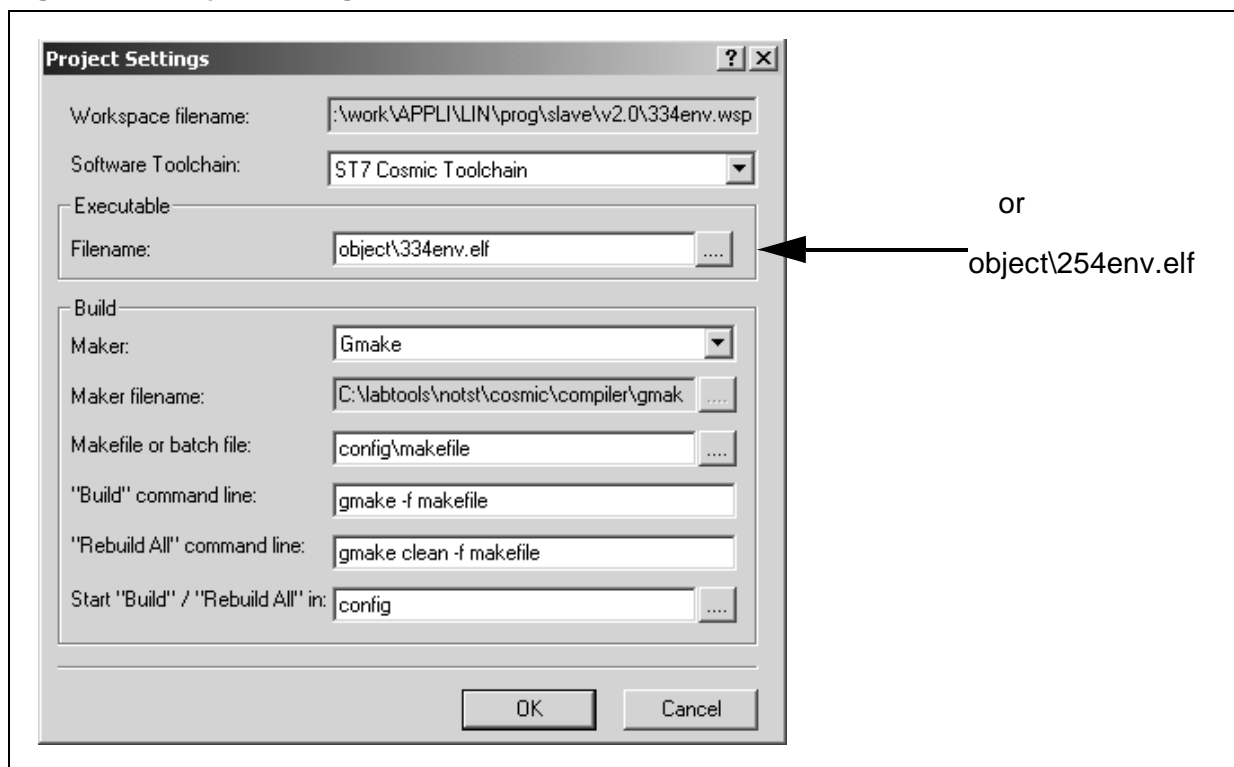 Project Settings
Workspace filename: :\work\APPLI\LIN\prog\slave\v2.0\334env.wsp
Software Toolchain: ST7 Cosmic Toolchain
Executable
Filename: object\334env.elf ....
or
object\254env.elf
Build
Maker: Gmake
Maker filename: C:\labtools\notst\cosmic\compiler\gmak ....
Makefile or batch file: config\makefile ....
"Build" command line: gmake -f makefile
"Rebuild All" command line: gmake clean -f makefile
Start "Build" / "Rebuild All" in: config ....
OK Cancel